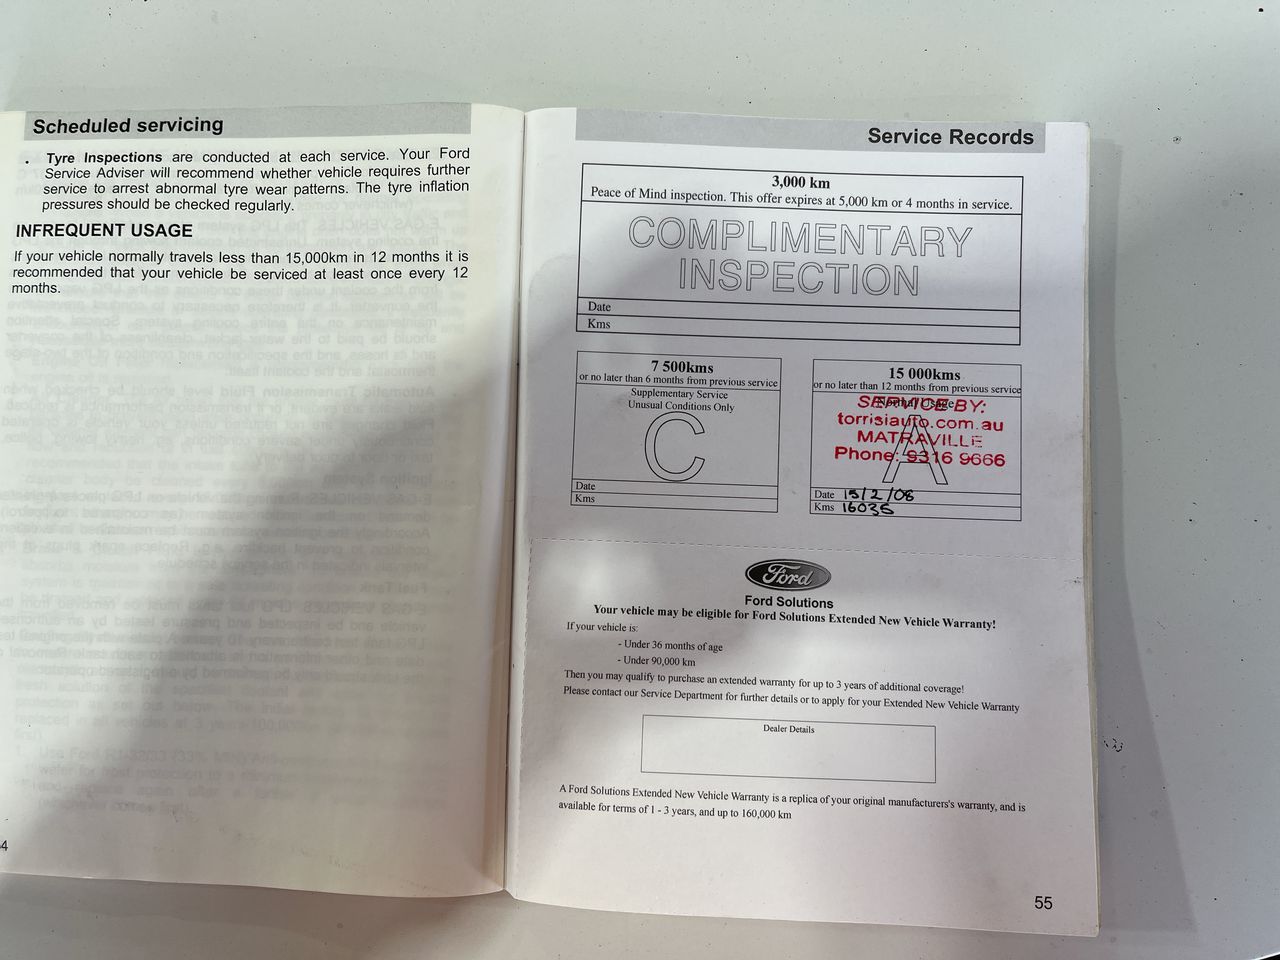 Scheduled servicing
. Tyre Inspections are conducted at each service. Your Ford
Service Adviser will recommend whether vehicle requires further
service to arrest abnormal tyre wear patterns. The tyre inflation
pressures should be checked regularly.
INFREQUENT USAGE
If your vehicle normally travels less than 15,000km in 12 months it is
recommended that your vehicle be serviced at least once every 12
months.
4
Service Records
3,000 km
Peace of Mind inspection. This offer expires at 5,000 km or 4 months in service.
COMPLIMENTARY
INSPECTION
Date
Kms
7 500kms
or no later than 6 months from previous service
Supplementary Service
Unusual Conditions Only
C
Date
Kms
15 000kms
or no later than 12 months from previous service
Normal Usage
SERVICE BY:
torrisiauto.com.au
MATRAVILLE
Phone: 9316 9666
A
Date 15/2/08
Kms 16035
Ford
Ford Solutions
Your vehicle may be eligible for Ford Solutions Extended New Vehicle Warranty!
If your vehicle is:
- Under 36 months of age
- Under 90,000 km
Then you may qualify to purchase an extended warranty for up to 3 years of additional coverage!
Please contact our Service Department for further details or to apply for your Extended New Vehicle Warranty
Dealer Details
A Ford Solutions Extended New Vehicle Warranty is a replica of your original manufacturers's warranty, and is
available for terms of 1 - 3 years, and up to 160,000 km
55